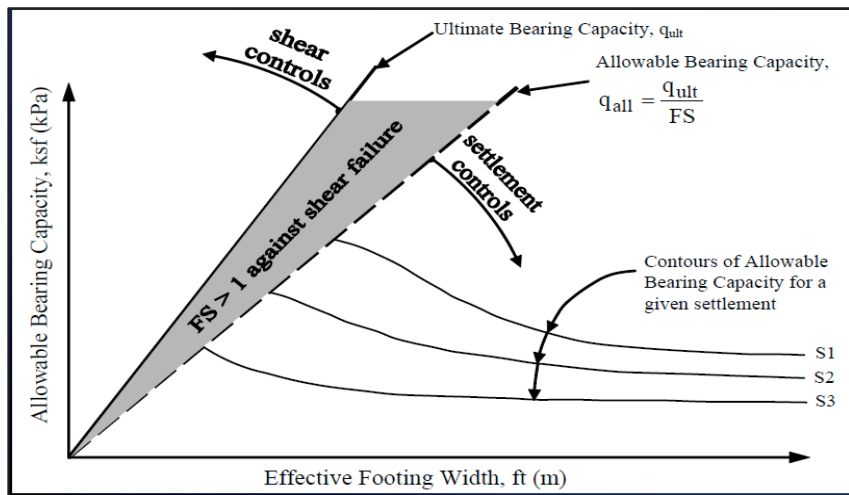 Ultimate Bearing Capacity, qult
Allowable Bearing Capacity,
qall = qult
FS
shear
controls
settlement
controls
FS > 1 against shear failure
Allowable Bearing Capacity, ksf (kPa)
Contours of Allowable
Bearing Capacity for a
given settlement
S1
S2
S3
Effective Footing Width, ft (m)